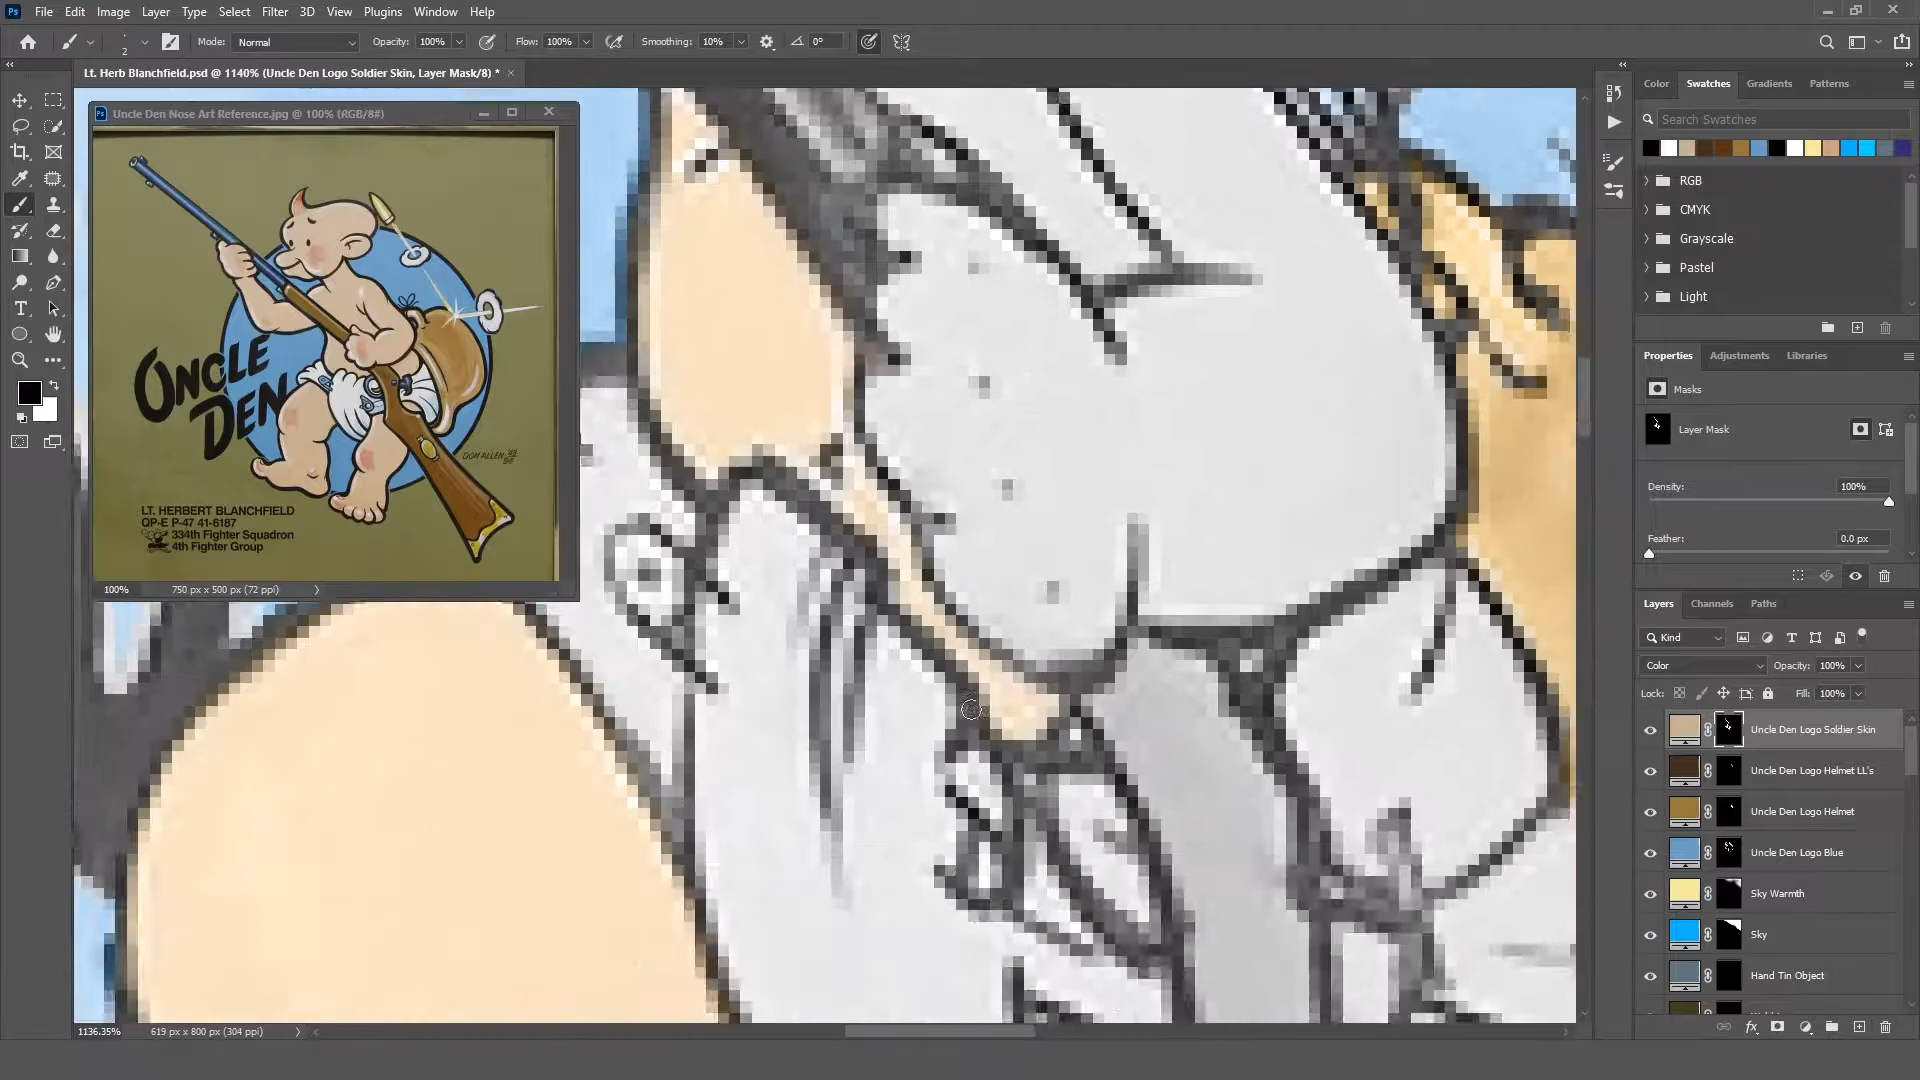 Ps File Edit Image Layer Type Select Filter 3D View Plugins Window Help
2 Mode: Normal Opacity: 100% Flow: 100% Smoothing: 10% 0°
Lt. Herb Blanchfield.psd @ 1140% (Uncle Den Logo Soldier Skin, Layer Mask/8) *
Uncle Den Nose Art Reference.jpg @ 100% (RGB/8#)
UNCLE
DEN
DON ALLEN
LT. HERBERT BLANCHFIELD
QP-E P-47 41-6187
334th Fighter Squadron
4th Fighter Group
100% 750 px x 500 px (72 ppi)
1136.35% 619 px x 800 px (304 ppi)
Color Swatches Gradients Patterns
Search Swatches
RGB
CMYK
Grayscale
Pastel
Light
Properties Adjustments Libraries
Masks
Layer Mask
Density: 100%
Feather: 0.0 px
Layers Channels Paths
Kind
Color Opacity: 100%
Lock: Fill: 100%
Uncle Den Logo Soldier Skin
Uncle Den Logo Helmet LL's
Uncle Den Logo Helmet
Uncle Den Logo Blue
Sky Warmth
Sky
Hand Tin Object
fx